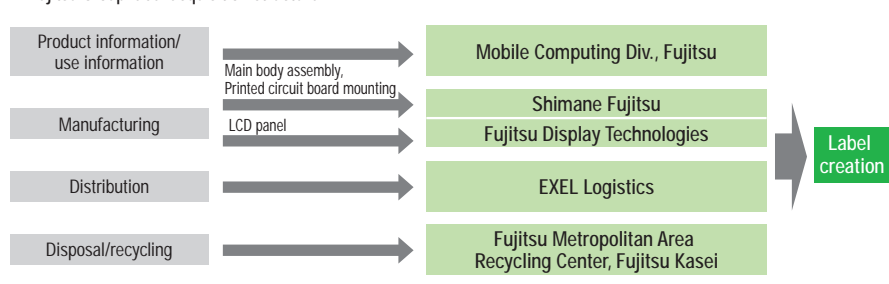 Product information/
use information
Mobile Computing Div., Fujitsu
Main body assembly,
Printed circuit board mounting
Shimane Fujitsu
Manufacturing
LCD panel
Fujitsu Display Technologies
Label
creation
Distribution
EXEL Logistics
Disposal/recycling
Fujitsu Metropolitan Area
Recycling Center, Fujitsu Kasei